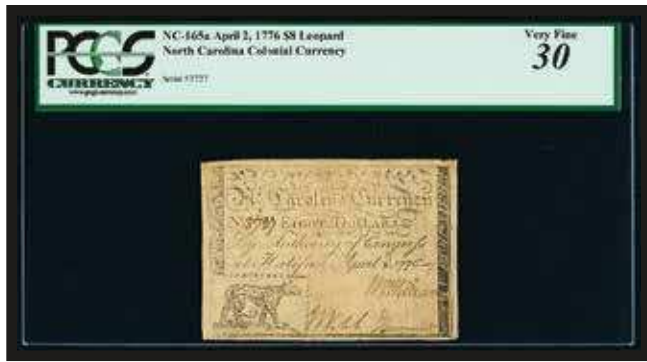 PCGS
CURRENCY
NC-165a April 2, 1776 $8 Leopard
North Carolina Colonial Currency
Very Fine
30
N. Carolina Currency
Eight Dollars
By Authority of Congress
at Halifax April 2, 1776